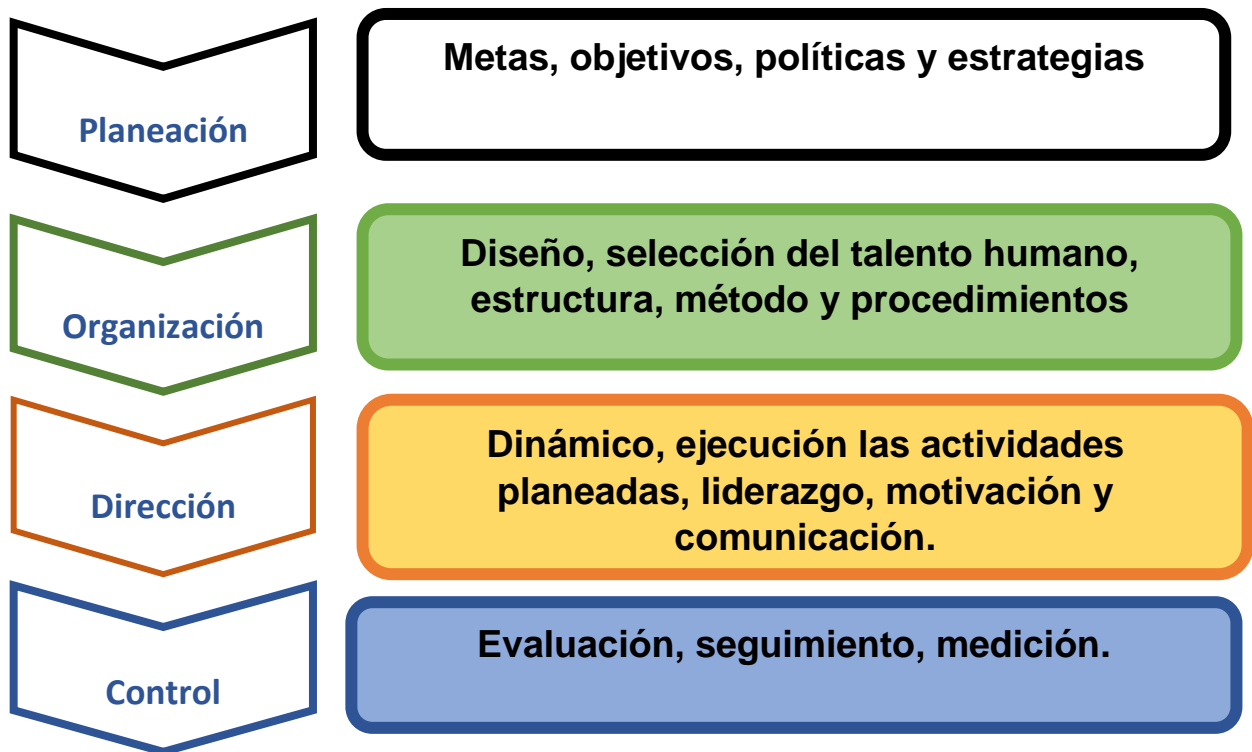 Planeación
Metas, objetivos, políticas y estrategias
Organización
Diseño, selección del talento humano,
estructura, método y procedimientos
Dirección
Dinámico, ejecución las actividades
planeadas, liderazgo, motivación y
comunicación.
Control
Evaluación, seguimiento, medición.